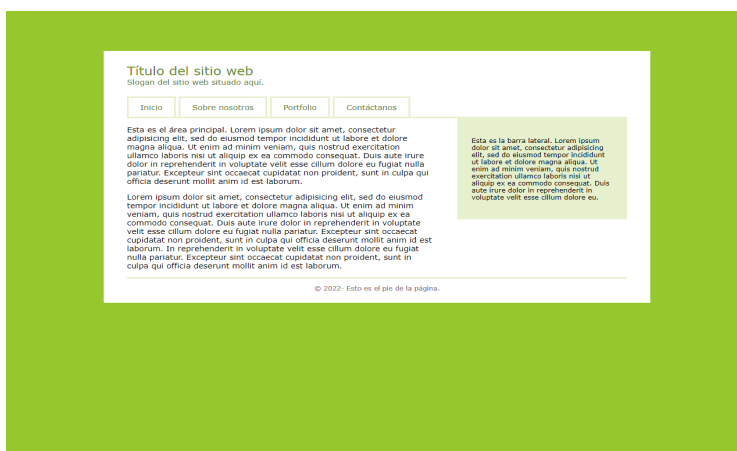 Título del sitio web
Slogan del sitio web situado aquí.
Inicio
Sobre nosotros
Portfolio
Contáctanos
Esta es el área principal. Lorem ipsum dolor sit amet, consectetur
adipisicing elit, sed do eiusmod tempor incididunt ut labore et dolore
magna aliqua. Ut enim ad minim veniam, quis nostrud exercitation
ullamco laboris nisi ut aliquip ex ea commodo consequat. Duis aute irure
dolor in reprehenderit in voluptate velit esse cillum dolore eu fugiat nulla
pariatur. Excepteur sint occaecat cupidatat non proident, sunt in culpa qui
officia deserunt mollit anim id est laborum.
Lorem ipsum dolor sit amet, consectetur adipisicing elit, sed do eiusmod
tempor incididunt ut labore et dolore magna aliqua. Ut enim ad minim
veniam, quis nostrud exercitation ullamco laboris nisi ut aliquip ex ea
commodo consequat. Duis aute irure dolor in reprehenderit in voluptate
velit esse cillum dolore eu fugiat nulla pariatur. Excepteur sint occaecat
cupidatat non proident, sunt in culpa qui officia deserunt mollit anim id est
laborum. In reprehenderit in voluptate velit esse cillum dolore eu fugiat
nulla pariatur. Excepteur sint occaecat cupidatat non proident, sunt in
culpa qui officia deserunt mollit anim id est laborum.
Esta es la barra lateral. Lorem ipsum
dolor sit amet, consectetur adipisicing
elit, sed do eiusmod tempor incididunt
ut labore et dolore magna aliqua. Ut
enim ad minim veniam, quis nostrud
exercitation ullamco laboris nisi ut
aliquip ex ea commodo consequat. Duis
aute irure dolor in reprehenderit in
voluptate velit esse cillum dolore eu.
© 2022- Esto es el pie de la página.